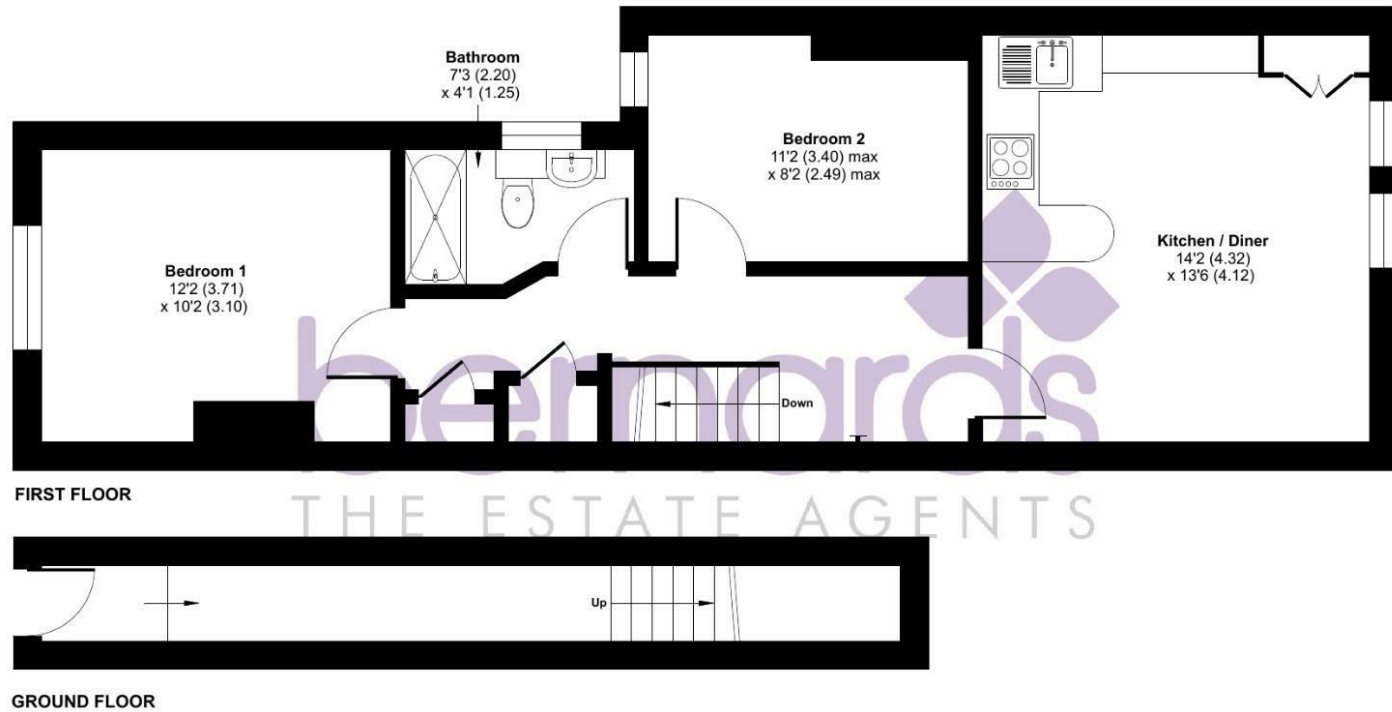 Bathroom
7'3 (2.20)
x 4'1 (1.25)
Bedroom 2
11'2 (3.40) max
x 8'2 (2.49) max
Kitchen / Diner
14'2 (4.32)
x 13'6 (4.12)
Bedroom 1
12'2 (3.71)
x 10'2 (3.10)
Down
bernards
THE ESTATE AGENTS
FIRST FLOOR
Up
GROUND FLOOR